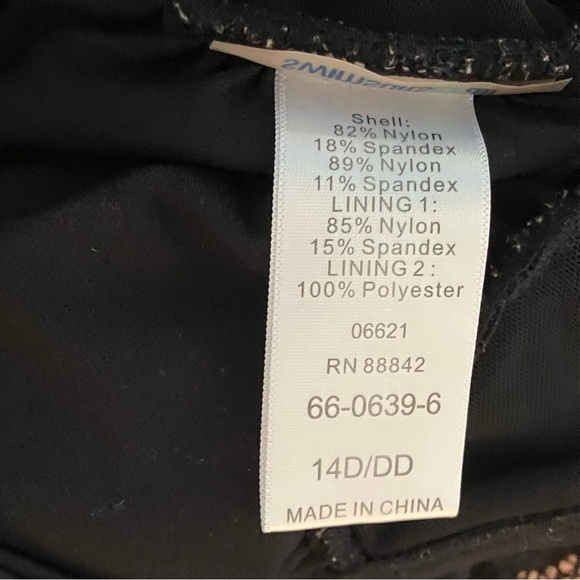 Shell:
82% Nylon
18% Spandex
89% Nylon
11% Spandex
LINING 1:
85% Nylon
15% Spandex
LINING 2:
100% Polyester
06621
RN 88842
66-0639-6
14D/DD
MADE IN CHINA